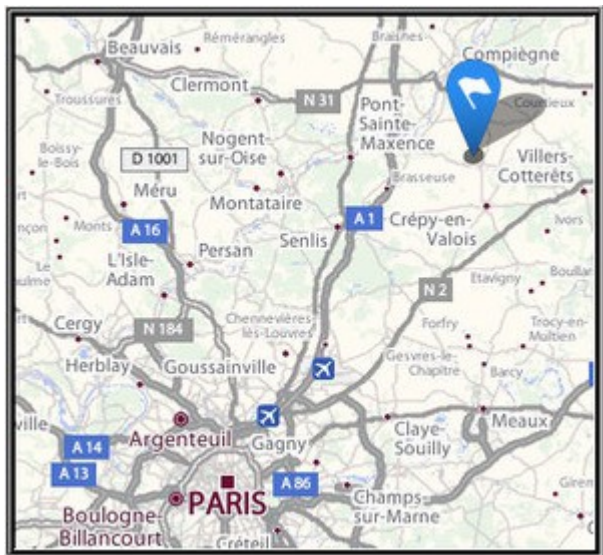 Rémérangles
Braisnes
Beauvais
Compiègne
Clermont
Troussures
N 31
Pont-
Sainte-
Maxence
Nogent-
sur-Oise
Boissy-
le-Bois
D 1001
Villers-
Cotterêts
Brasseuse
Méru
Montataire
A 1
Crépy-en-
Valois
Monts
A 16
Senlis
Ivors
Persan
L'Isle-
Adam
N 2
Etavigny
Chennevières-
lès-Louvres
Cergy
N 184
Forfry
Trocy-en-
Multien
Goussainville
Gesvres-le-
Chapitre
Herblay
Barcy
Argenteuil
Gagny
Claye-
Souilly
Meaux
A 14
A 13
A 86
PARIS
Champs-
sur-Marne
Boulogne-
Billancourt
Créteil